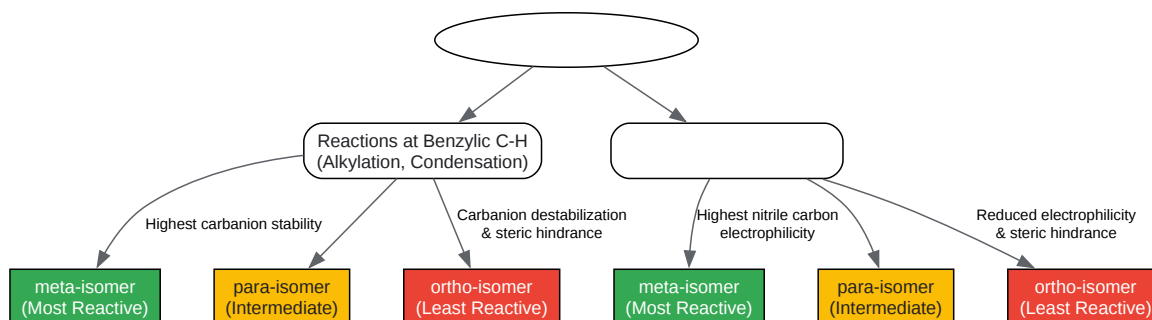 Reactions at Benzylic C-H
(Alkylation, Condensation)
Highest carbanion stability
Carbanion destabilization
& steric hindrance
Highest nitrile carbon
electrophilicity
Reduced electrophilicity
& steric hindrance
meta-isomer
(Most Reactive)
para-isomer
(Intermediate)
ortho-isomer
(Least Reactive)
meta-isomer
(Most Reactive)
para-isomer
(Intermediate)
ortho-isomer
(Least Reactive)